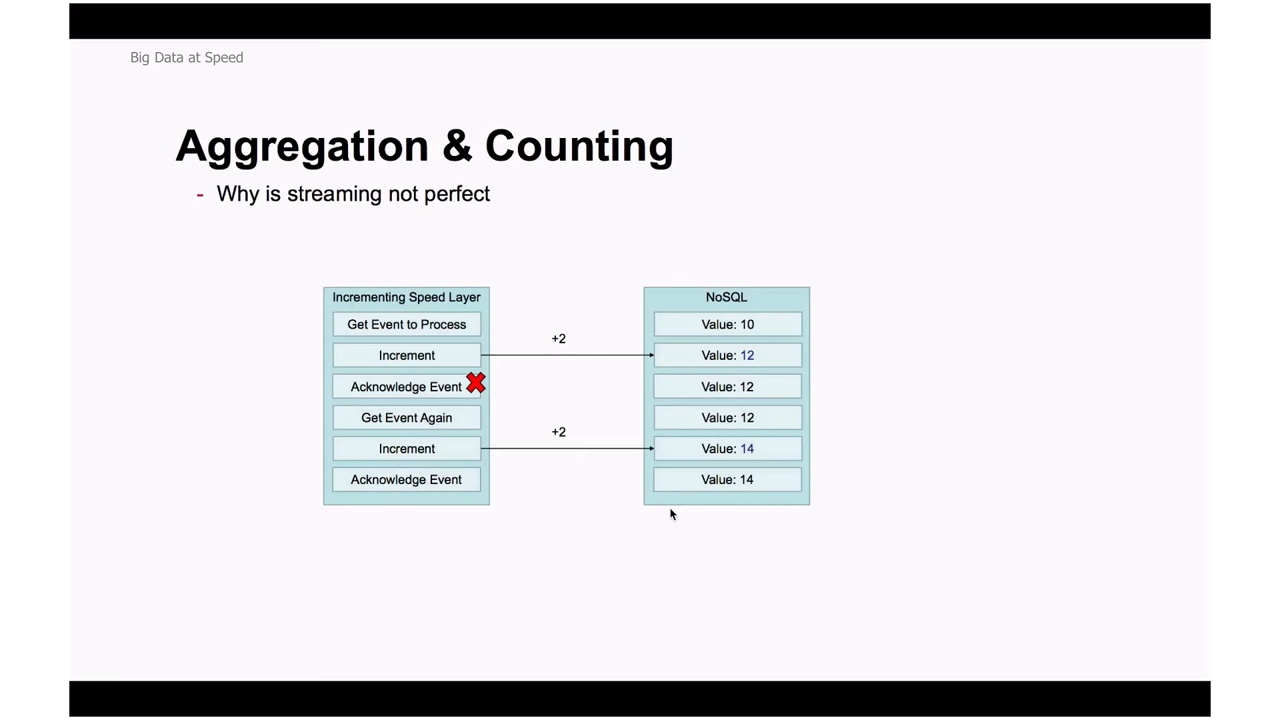 Big Data at Speed
Aggregation & Counting
- Why is streaming not perfect
Incrementing Speed Layer
Get Event to Process
Increment
Acknowledge Event
Get Event Again
Increment
Acknowledge Event
+2
+2
NoSQL
Value: 10
Value: 12
Value: 12
Value: 12
Value: 14
Value: 14